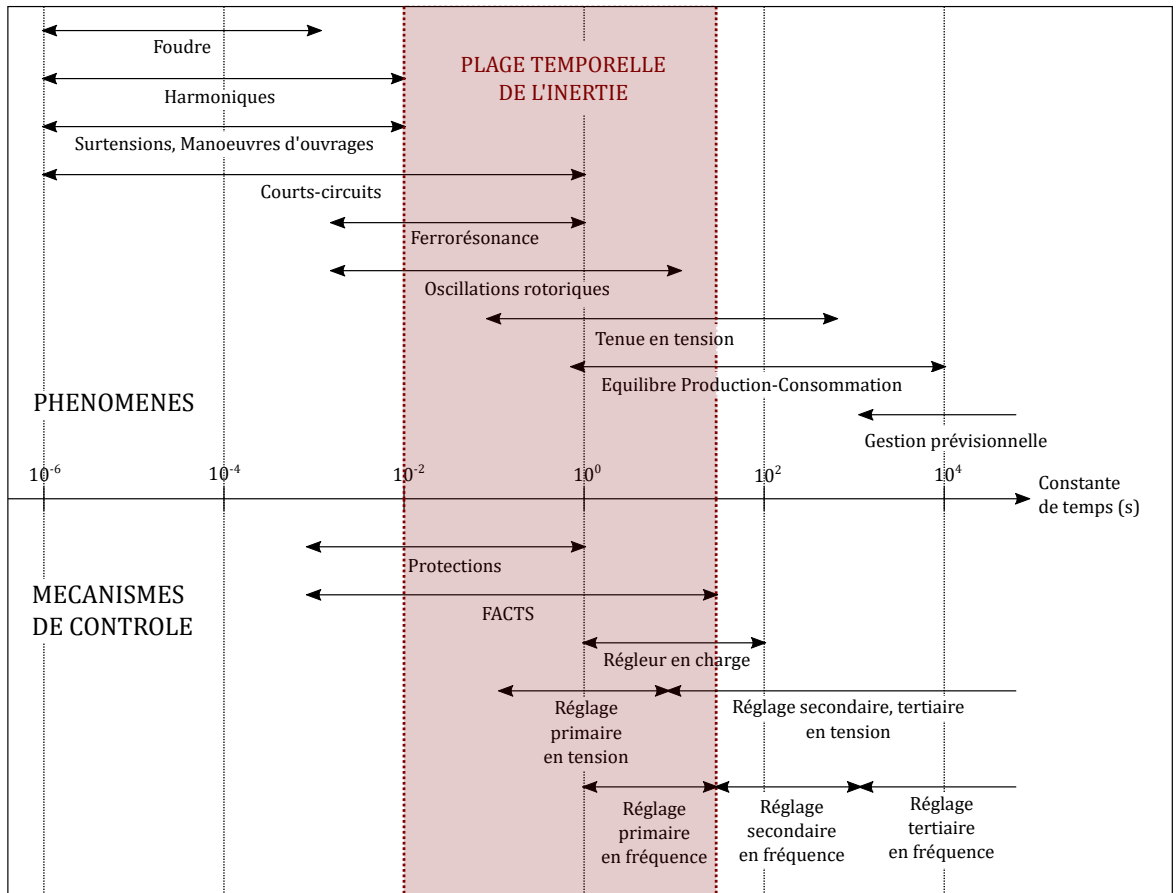 Foudre
PLAGE TEMPORELLE
DE L'INERTIE
Harmoniques
Surtensions, Manoeuvres d'ouvrages
Courts-circuits
Ferrorésonance
Oscillations rotoriques
Tenue en tension
Equilibre Production-Consommation
PHENOMENES
Gestion prévisionnelle
10-6 10-4 10-2 100 102 104
Constante
de temps (s)
Protections
MECANISMES
DE CONTROLE
FACTS
Régleur en charge
Réglage
primaire
en tension
Réglage secondaire, tertiaire
en tension
Réglage
primaire
en fréquence
Réglage
secondaire
en fréquence
Réglage
tertiaire
en fréquence